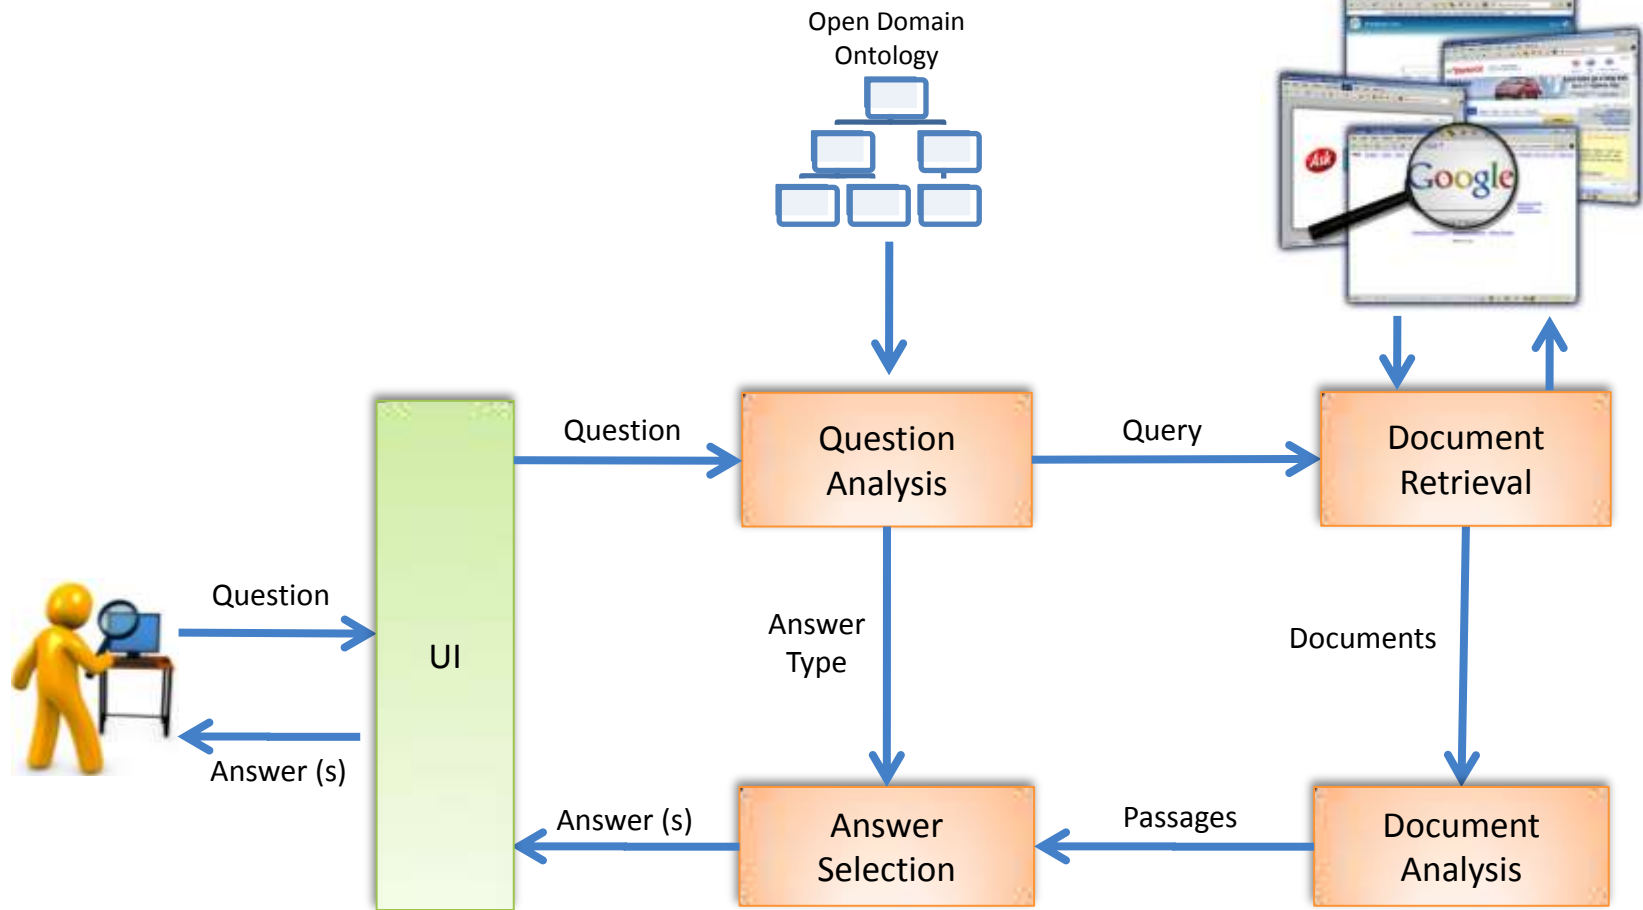 Open Domain
Ontology
Ask
Google
Question
Question
Analysis
Query
Document
Retrieval
Question
UI
Answer
Type
Documents
Answer (s)
Answer (s)
Answer
Selection
Passages
Document
Analysis